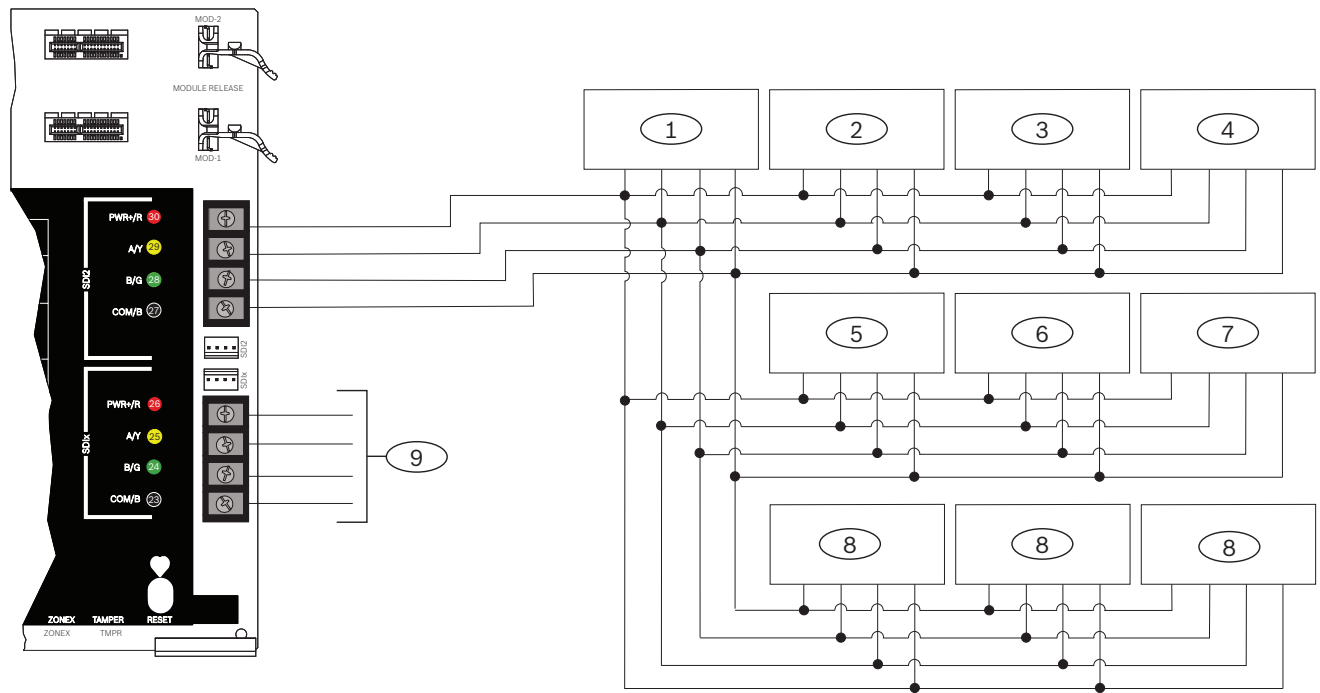 MOD-2
MODULE RELEASE
MOD-1
1
2
3
4
PWR+/R 30
A/Y 29
B/G 28
COM/B 27
SDI2
SDI2
SDIx
5
6
7
PWR+/R 26
A/Y 25
B/G 24
COM/B 23
SDIx
9
8
8
8
ZONEX TAMPER RESET
ZONEX TMPR